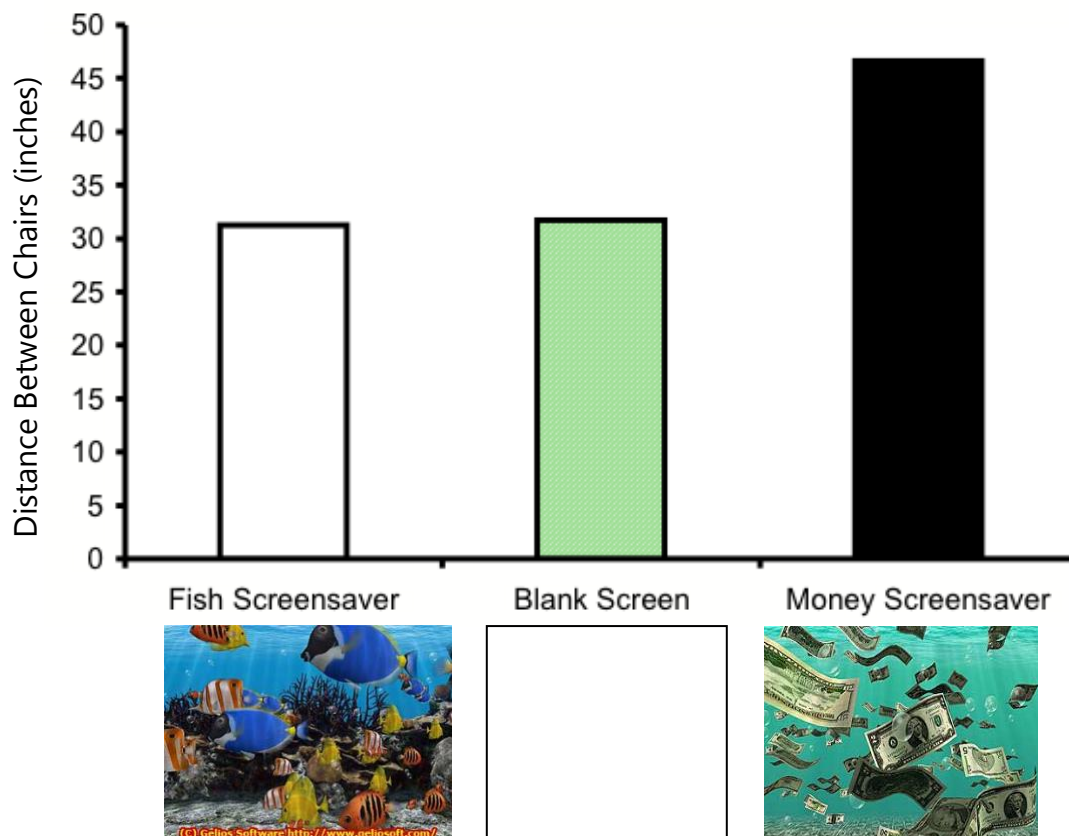 Distance Between Chairs (inches)
50
45
40
35
30
25
20
15
10
5
0
Fish Screensaver
Blank Screen
Money Screensaver
(C) Gelios Software http://www.geliosoft.com/